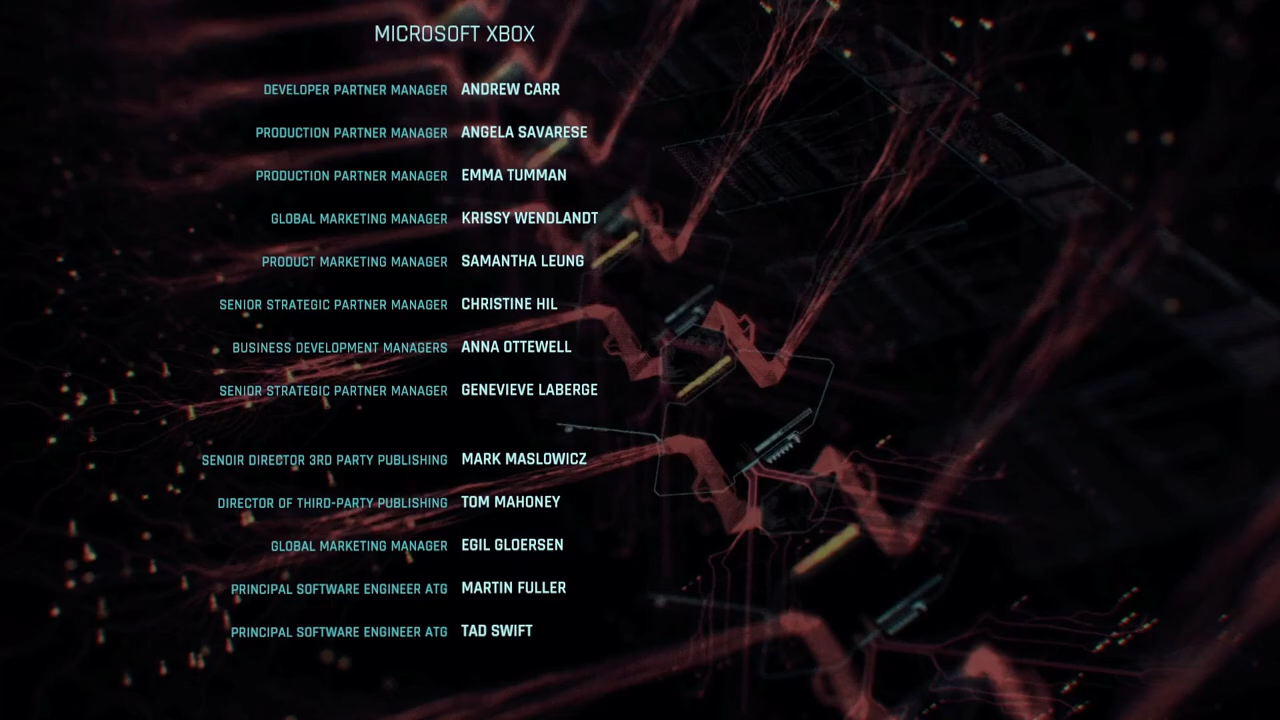 MICROSOFT XBOX
DEVELOPER PARTNER MANAGER ANDREW CARR
PRODUCTION PARTNER MANAGER ANGELA SAVARESE
PRODUCTION PARTNER MANAGER EMMA TUMMAN
GLOBAL MARKETING MANAGER KRISSY WENDLANDT
PRODUCT MARKETING MANAGER SAMANTHA LEUNG
SENIOR STRATEGIC PARTNER MANAGER CHRISTINE HIL
BUSINESS DEVELOPMENT MANAGERS ANNA OTTEWELL
SENIOR STRATEGIC PARTNER MANAGER GENEVIEVE LABERGE
SENOIR DIRECTOR 3RD PARTY PUBLISHING MARK MASLOWICZ
DIRECTOR OF THIRD-PARTY PUBLISHING TOM MAHONEY
GLOBAL MARKETING MANAGER EGIL GLOERSEN
PRINCIPAL SOFTWARE ENGINEER ATG MARTIN FULLER
PRINCIPAL SOFTWARE ENGINEER ATG TAD SWIFT